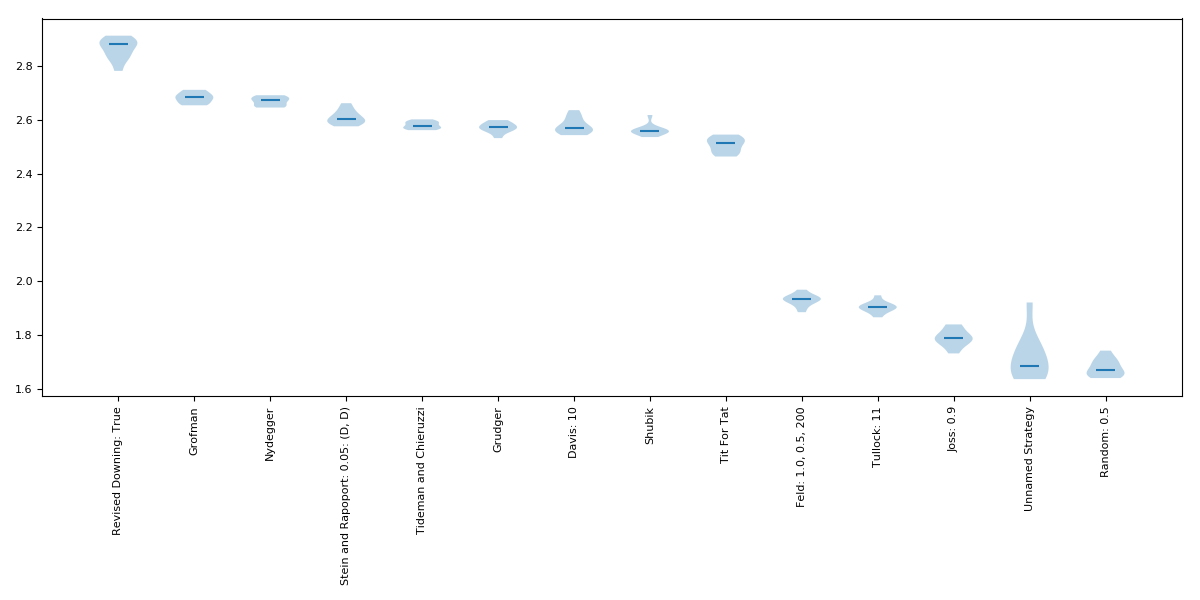 2.8
2.6
2.4
2.2
2.0
1.8
1.6
Revised Downing: True
Grofman
Nydegger
Stein and Rapoport: 0.05: (D, D)
Tideman and Chieruzzi
Grudger
Davis: 10
Shubik
Tit For Tat
Feld: 1.0, 0.5, 200
Tullock: 11
Joss: 0.9
Unnamed Strategy
Random: 0.5